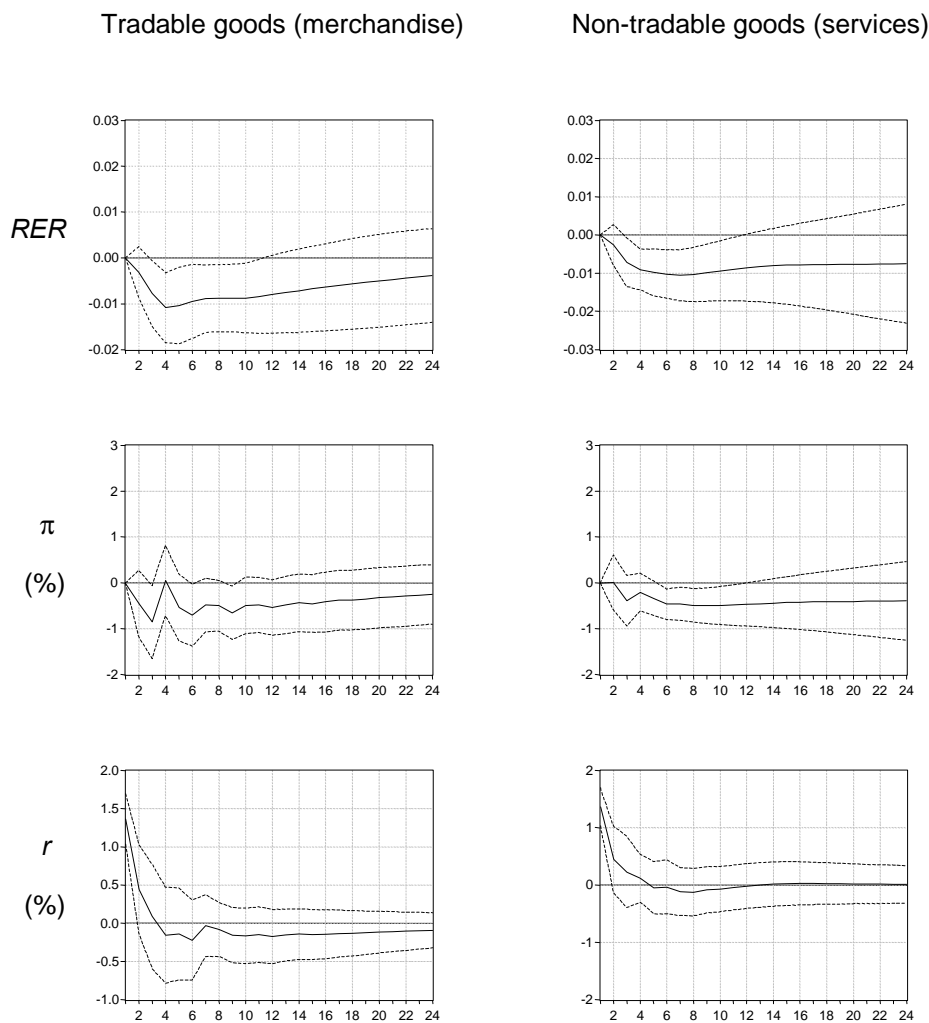 Tradable goods (merchandise) Non-tradable goods (services)
RER
0.03 0.02 0.01 0.00 -0.01 -0.02
2 4 6 8 10 12 14 16 18 20 22 24
0.03 0.02 0.01 0.00 -0.01 -0.02 -0.03
2 4 6 8 10 12 14 16 18 20 22 24
π
(%)
3 2 1 0 -1 -2
2 4 6 8 10 12 14 16 18 20 22 24
3 2 1 0 -1 -2
2 4 6 8 10 12 14 16 18 20 22 24
r
(%)
2.0 1.5 1.0 0.5 0.0 -0.5 -1.0
2 4 6 8 10 12 14 16 18 20 22 24
2 1 0 -1 -2
2 4 6 8 10 12 14 16 18 20 22 24